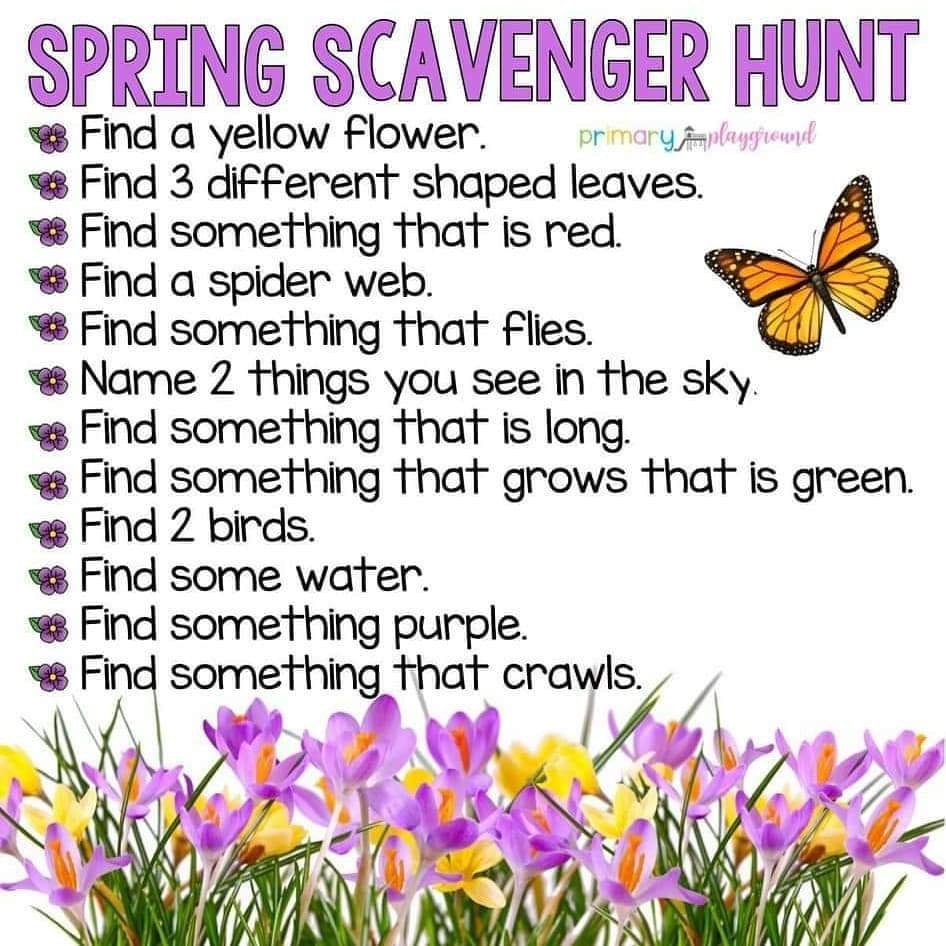 SPRING SCAVENGER HUNT
Find a yellow flower.
primary playground
Find 3 different shaped leaves.
Find something that is red.
Find a spider web.
Find something that flies.
Name 2 things you see in the sky.
Find something that is long.
Find something that grows that is green.
Find 2 birds.
Find some water.
Find something purple.
Find something that crawls.